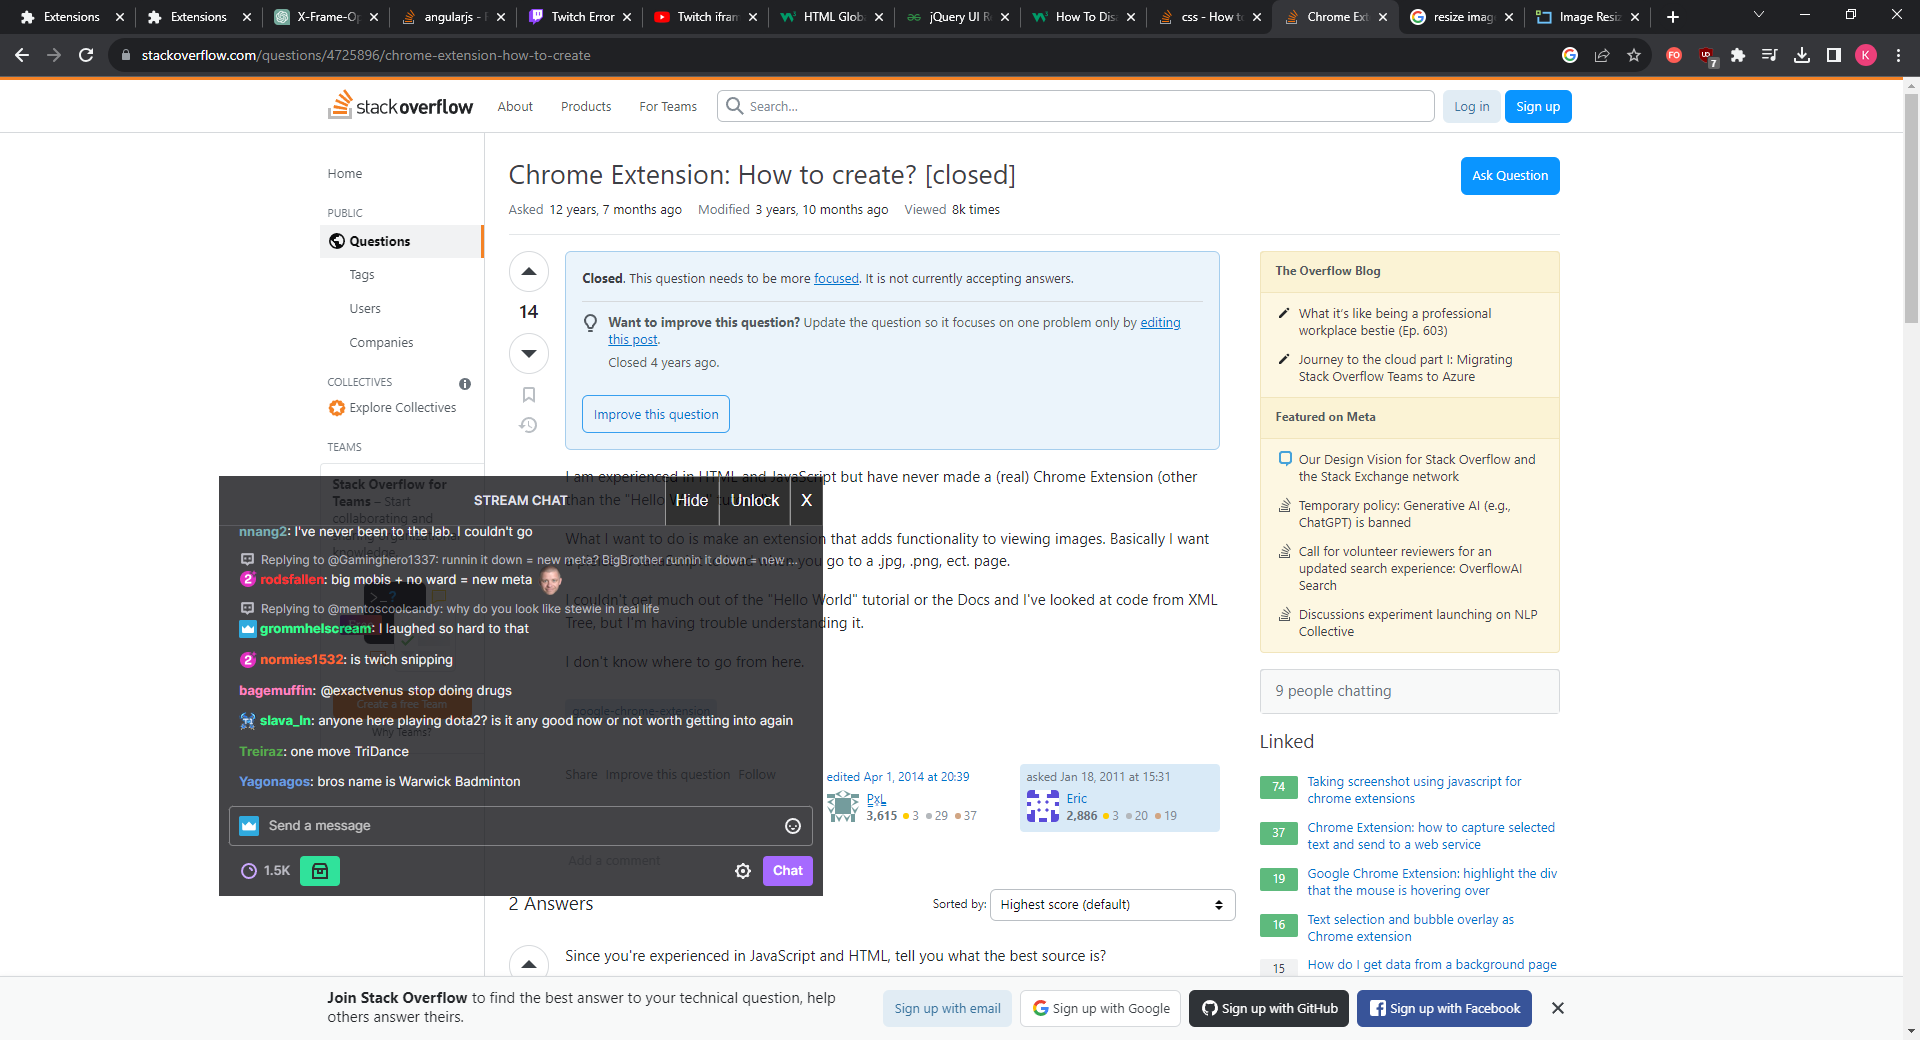 Extensions
Extensions
X-Frame-Op
angularjs - F
Twitch Error
Twitch ifram
HTML Globa
jQuery UI R
How To Disa
css - How to
Chrome Ext
resize imag
Image Resiz
stackoverflow.com/questions/4725896/chrome-extension-how-to-create
FO
7
K
stackoverflow
About
Products
For Teams
Search...
Log in
Sign up
Home
PUBLIC
Questions
Tags
Users
Companies
COLLECTIVES
Explore Collectives
TEAMS
Stack Overflow for
Teams – Start
collaborating and
sharing organizational
knowledge.
Create a free Team
Why Teams?
Chrome Extension: How to create? [closed]
Ask Question
Asked 12 years, 7 months ago Modified 3 years, 10 months ago Viewed 8k times
14
Closed. This question needs to be more focused. It is not currently accepting answers.
Want to improve this question? Update the question so it focuses on one problem only by editing
this post.
Closed 4 years ago.
Improve this question
I am experienced in HTML and JavaScript but have never made a (real) Chrome Extension (other
than the "Hello W
What I want to do is make an extension that adds functionality to viewing images. Basically I want
you go to a .jpg, .png, ect. page.
I couldn't get much out of the "Hello World" tutorial or the Docs and I've looked at code from XML
Tree, but I'm having trouble understanding it.
I don't know where to go from here.
google-chrome-extension
Share Improve this question Follow
edited Apr 1, 2014 at 20:39
PxL
3,615 3 29 37
asked Jan 18, 2011 at 15:31
Eric
2,886 3 20 19
Add a comment
2 Answers
Sorted by:
Highest score (default)
Since you're experienced in JavaScript and HTML, tell you what the best source is?
STREAM CHAT
Hide
Unlock
X
nnang2: I've never been to the lab. I couldn't go
Replying to @Gaminghero1337: runnin it down = new meta? BigBrother runnin it down = new ...
2 rodsfallen: big mobis + no ward = new meta
Replying to @mentoscoolcandy: why do you look like stewie in real life
grommhelscream: I laughed so hard to that
2 normies1532: is twich snipping
bagemuffin: @exactvenus stop doing drugs
slava_ln: anyone here playing dota2? is it any good now or not worth getting into again
Treiraz: one move TriDance
Yagonagos: bros name is Warwick Badminton
Send a message
1.5K
Chat
The Overflow Blog
What it's like being a professional
workplace bestie (Ep. 603)
Journey to the cloud part I: Migrating
Stack Overflow Teams to Azure
Featured on Meta
Our Design Vision for Stack Overflow and
the Stack Exchange network
Temporary policy: Generative AI (e.g.,
ChatGPT) is banned
Call for volunteer reviewers for an
updated search experience: OverflowAI
Search
Discussions experiment launching on NLP
Collective
9 people chatting
Linked
74 Taking screenshot using javascript for
chrome extensions
37 Chrome Extension: how to capture selected
text and send to a web service
19 Google Chrome Extension: highlight the div
that the mouse is hovering over
16 Text selection and bubble overlay as
Chrome extension
15 How do I get data from a background page
Join Stack Overflow to find the best answer to your technical question, help
others answer theirs.
Sign up with email
Sign up with Google
Sign up with GitHub
Sign up with Facebook